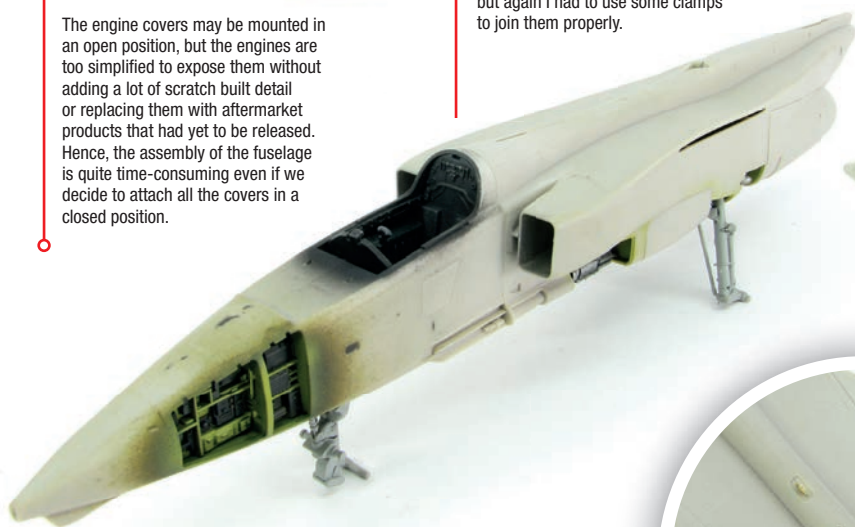 The engine covers may be mounted in
an open position, but the engines are
too simplified to expose them without
adding a lot of scratch built detail
or replacing them with aftermarket
products that had yet to be released.
Hence, the assembly of the fuselage
is quite time-consuming even if we
decide to attach all the covers in a
closed position.
but again I had to use some clamps
to join them properly.